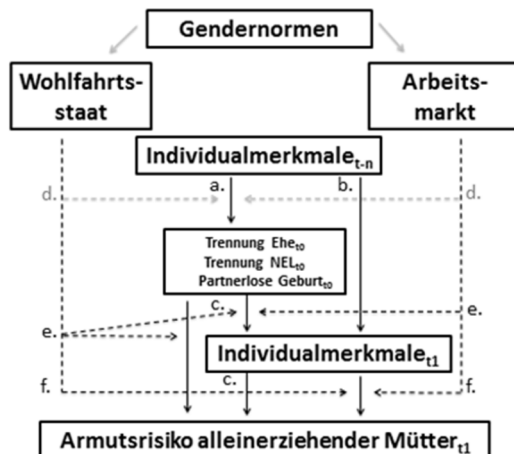 Gendernormen
Wohlfahrts-
staat
Arbeits-
markt
Individualmerkmale t-n
a.
b.
d.
d.
Trennung Ehe t0
Trennung NEL t0
Partnerlose Geburt t0
c.
e.
e.
Individualmerkmale t1
c.
f.
f.
Armutsrisiko alleinerziehender Mütter t1